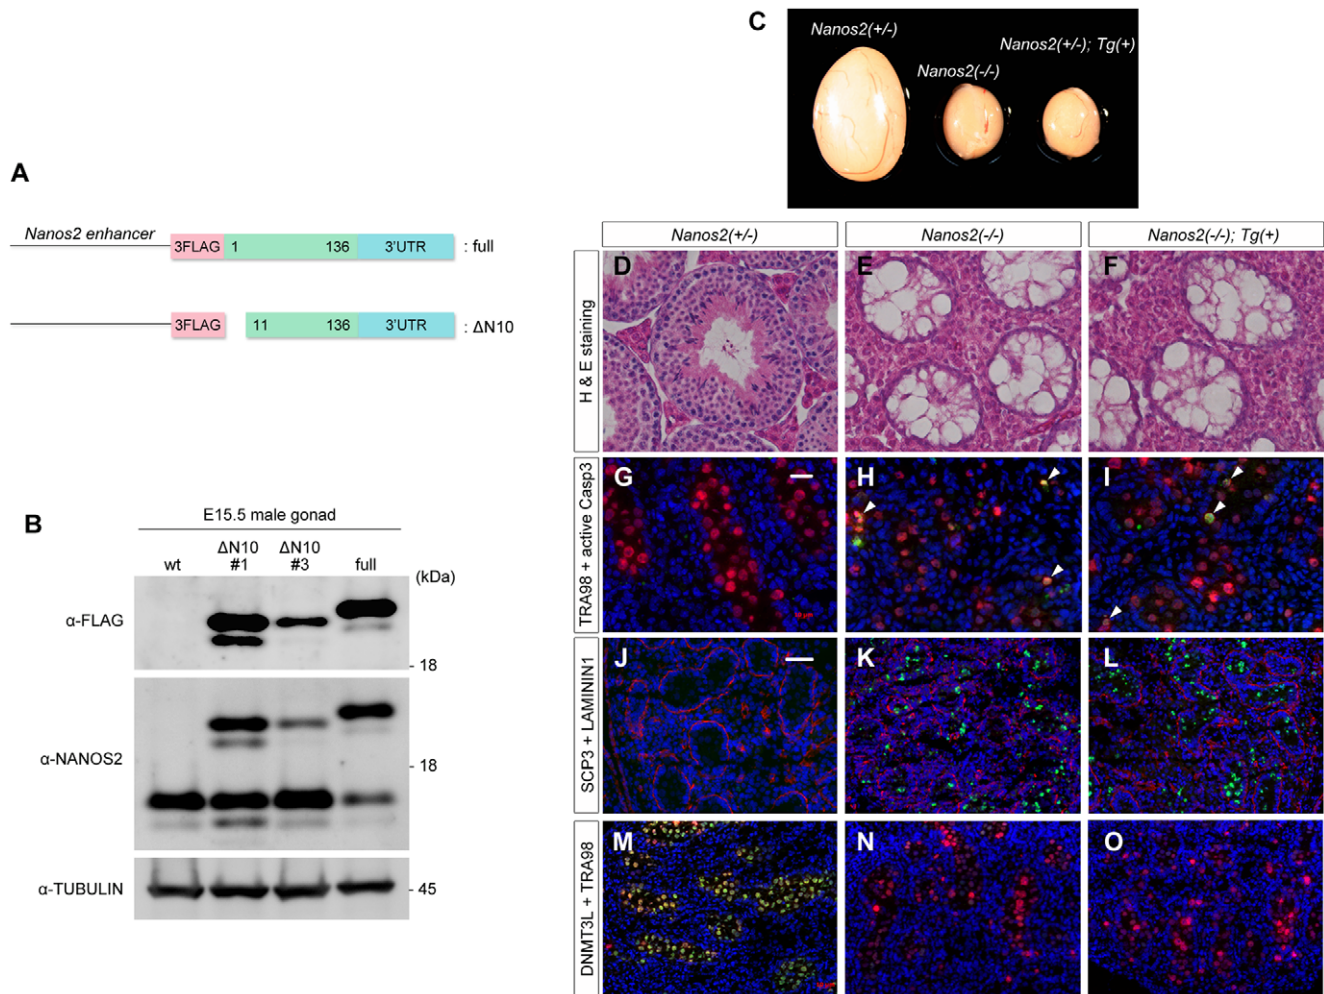 A
Nanos2 enhancer
3FLAG 1 136 3'UTR : full
3FLAG 11 136 3'UTR : ΔN10
B
E15.5 male gonad
wt ΔN10 #1 ΔN10 #3 full (kDa)
α-FLAG
- 18
α-NANOS2
- 18
α-TUBULIN
- 45
C
Nanos2(+/-)
Nanos2(-/-)
Nanos2(+/-); Tg(+)
Nanos2(+/-) Nanos2(-/-) Nanos2(-/-); Tg(+)
H & E staining
D E F
TRA98 + active Casp3
G H I
SCP3 + LAMININ1
J K L
DNMT3L + TRA98
M N O